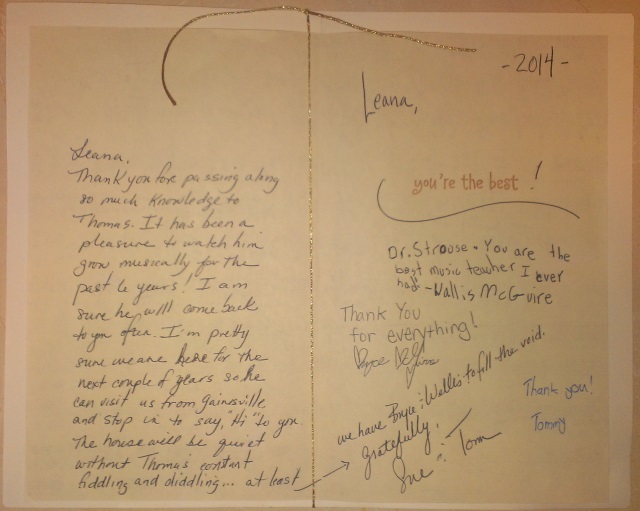 Leana,
Thank you for passing along
so much knowledge to
Thomas. It has been a
pleasure to watch him
grow musically for the
past 6 years! I am
sure he will come back
to you often. I'm pretty
sure we are here for the
next couple of years so he
can visit us from Gainsville
and stop in to say, "Hi" to you.
The house will be quiet
without Thomas' constant
fiddling and diddling... at least
-2014-
Leana,
you're the best !
Dr. Strouse - You are the
best music teacher I ever
had! - Wallis McGuire
Thank You
for everything!
Boyce
we have Boyce & Wallis to fill the void.
Gratefully,
Sue & Tom
Thank you!
Tommy